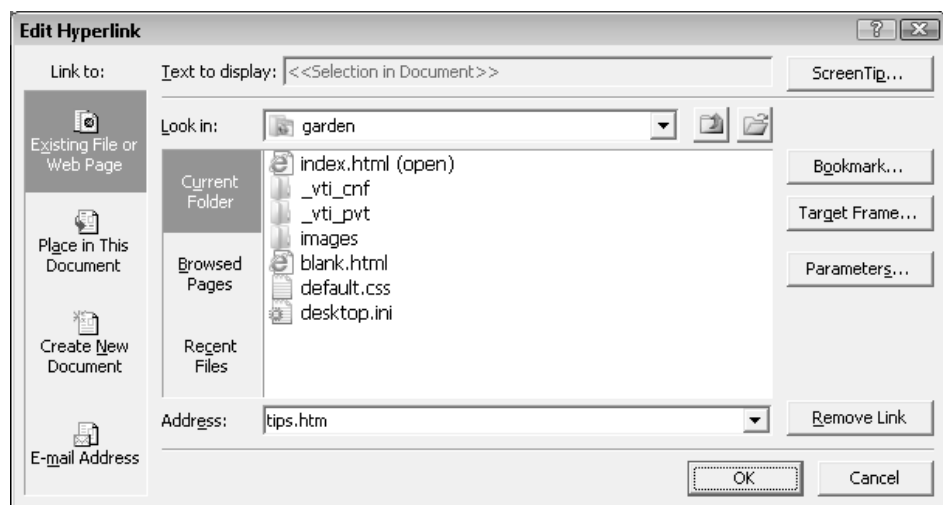 Edit Hyperlink
Link to:
Text to display:
<<Selection in Document>>
ScreenTip...
Existing File or
Web Page
Place in This
Document
Create New
Document
E-mail Address
Look in:
garden
Current
Folder
Browsed
Pages
Recent
Files
index.html (open)
_vti_cnf
_vti_pvt
images
blank.html
default.css
desktop.ini
Bookmark...
Target Frame...
Parameters...
Address:
tips.htm
Remove Link
OK
Cancel